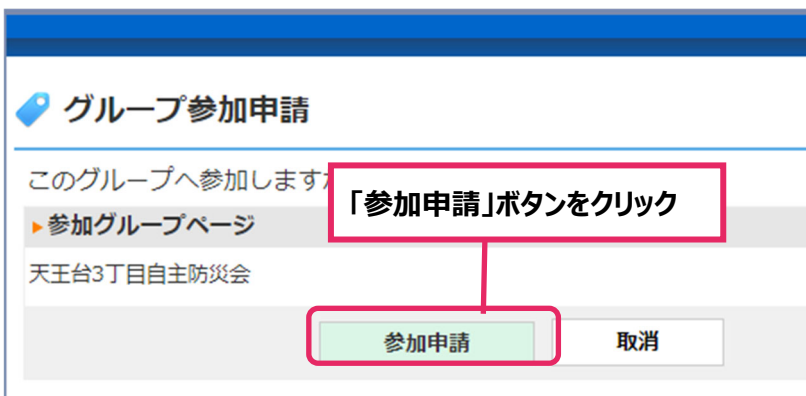 グループ参加申請
このグループへ参加します
「参加申請」ボタンをクリック
参加グループページ
天王台3丁目自主防災会
参加申請
取消